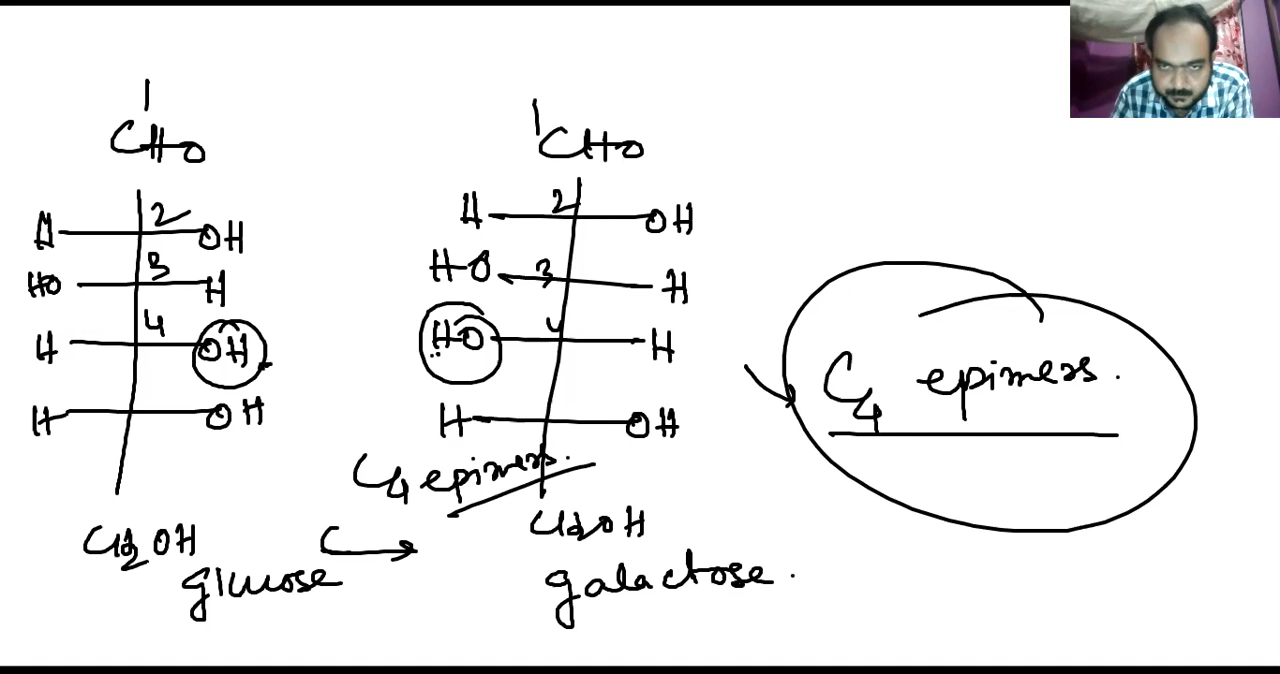 1
CHO
H 2 OH
HO 3 H
H 4 OH
H OH
CH2OH
glucose
1
CHO
H 2 OH
HO 3 H
HO 4 H
H OH
C4 epimers.
CH2OH
galactose.
C
C4 epimers.